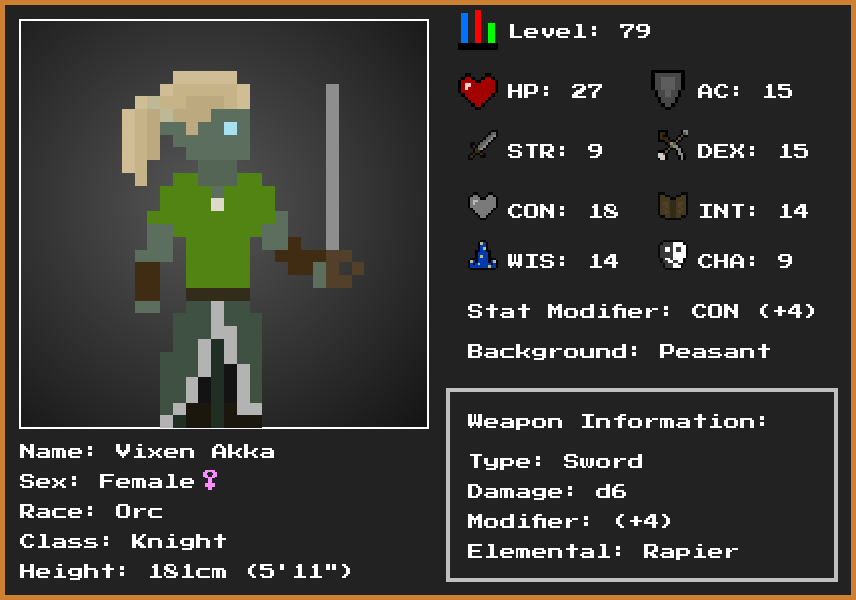 Level: 79
HP: 27
AC: 15
STR: 9
DEX: 15
CON: 18
INT: 14
WIS: 14
CHA: 9
Stat Modifier: CON (+4)
Background: Peasant
Weapon Information:
Type: Sword
Damage: d6
Modifier: (+4)
Elemental: Rapier
Name: Vixen Akka
Sex: Female♀
Race: Orc
Class: Knight
Height: 181cm (5'11")